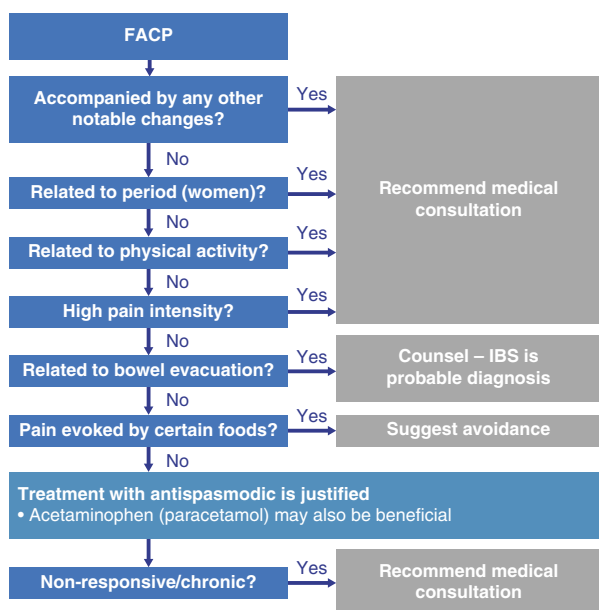 FACP
Accompanied by any other
notable changes?
Yes
Recommend medical
consultation
No
Related to period (women)?
Yes
No
Related to physical activity?
Yes
No
High pain intensity?
Yes
No
Related to bowel evacuation?
Yes
Counsel – IBS is
probable diagnosis
No
Pain evoked by certain foods?
Yes
Suggest avoidance
No
Treatment with antispasmodic is justified
• Acetaminophen (paracetamol) may also be beneficial
Non-responsive/chronic?
Yes
Recommend medical
consultation